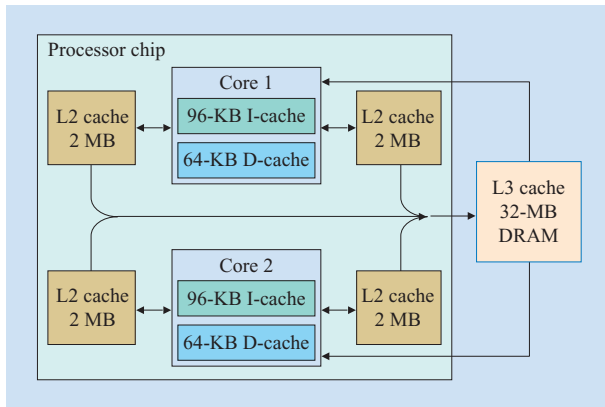 Processor chip
Core 1
96-KB I-cache
64-KB D-cache
L2 cache
2 MB
L2 cache
2 MB
L3 cache
32-MB
DRAM
Core 2
96-KB I-cache
64-KB D-cache
L2 cache
2 MB
L2 cache
2 MB